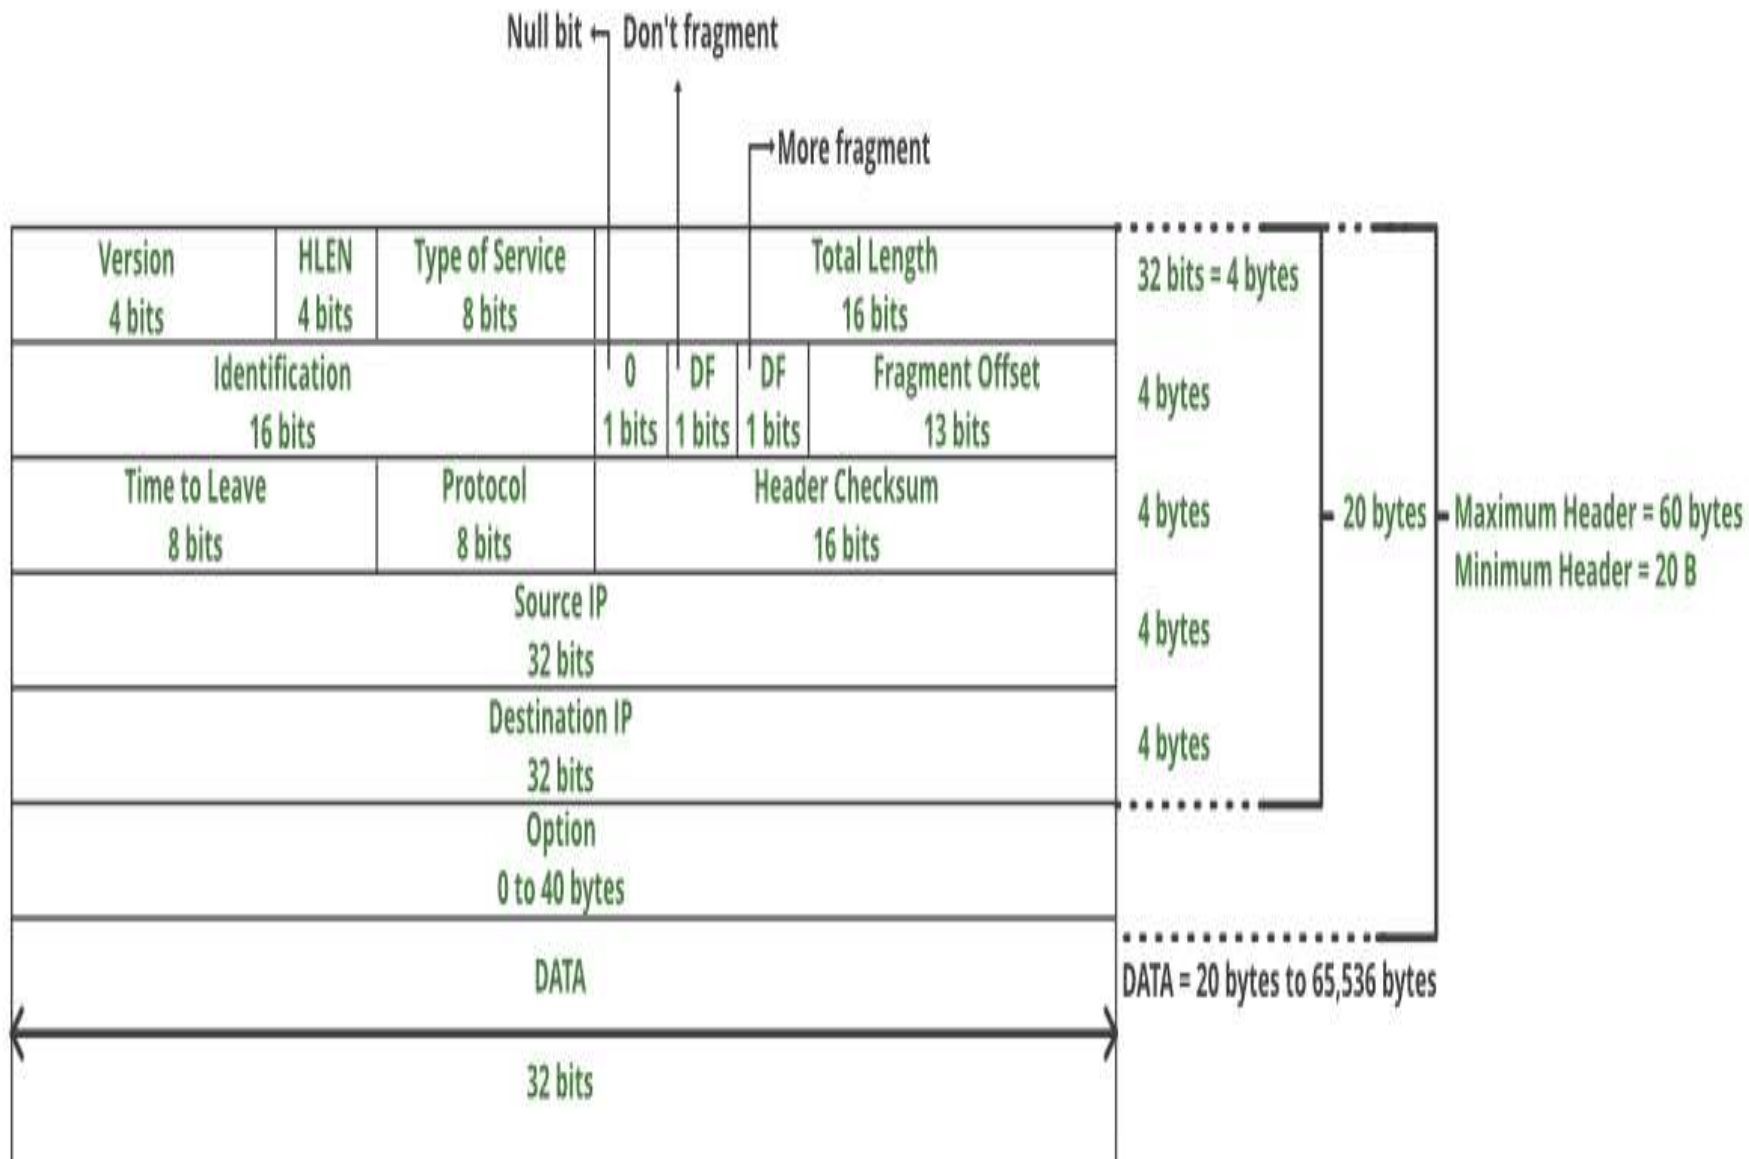 Null bit
Don't fragment
More fragment
Version
4 bits
HLEN
4 bits
Type of Service
8 bits
Total Length
16 bits
32 bits = 4 bytes
Identification
16 bits
0
1 bits
DF
1 bits
DF
1 bits
Fragment Offset
13 bits
4 bytes
Time to Leave
8 bits
Protocol
8 bits
Header Checksum
16 bits
4 bytes
20 bytes
Maximum Header = 60 bytes
Minimum Header = 20 B
Source IP
32 bits
4 bytes
Destination IP
32 bits
4 bytes
Option
0 to 40 bytes
DATA
DATA = 20 bytes to 65,536 bytes
32 bits